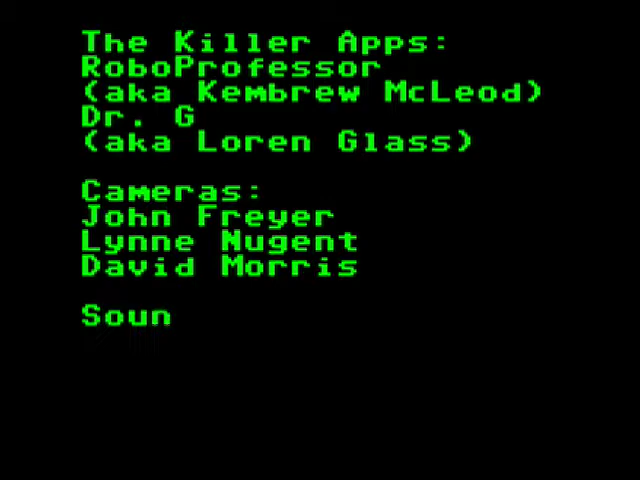 The Killer Apps:
RoboProfessor
(aka Kembrew McLeod)
Dr. G
(aka Loren Glass)
Cameras:
John Freyer
Lynne Nugent
David Morris
Soun